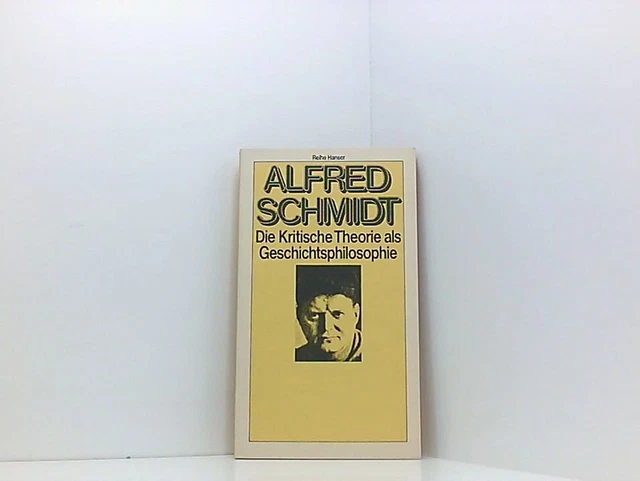 Reihe Hanser
ALFRED
SCHMIDT
Die Kritische Theorie als
Geschichtsphilosophie